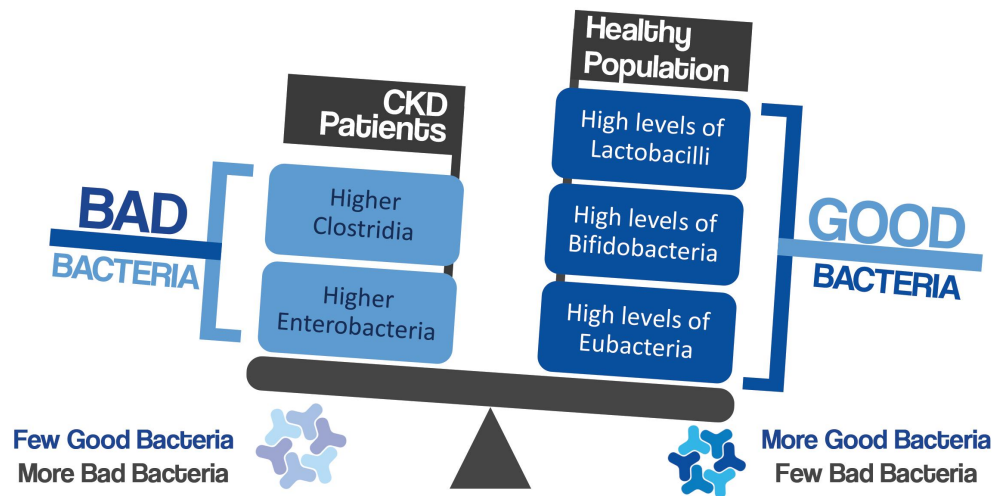 CKD
Patients
Healthy
Population
BAD
BACTERIA
Higher
Clostridia
Higher
Enterobacteria
High levels of
Lactobacilli
High levels of
Bifidobacteria
High levels of
Eubacteria
GOOD
BACTERIA
Few Good Bacteria
More Bad Bacteria
More Good Bacteria
Few Bad Bacteria